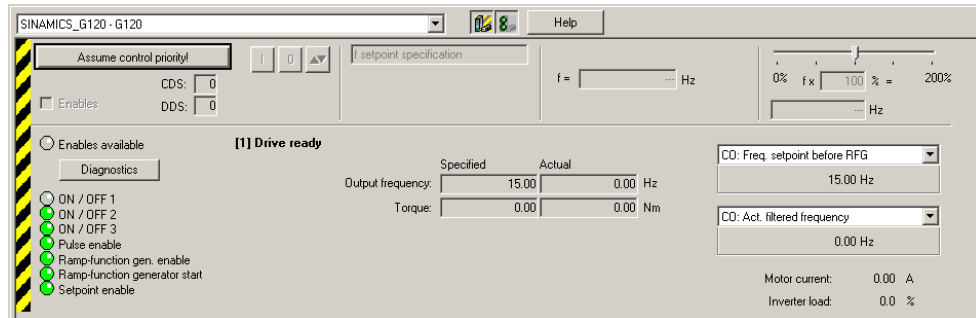 SINAMICS_G120 - G120
Help
Assume control priority!
I 0
f setpoint specification
CDS: 0
Enables
DDS: 0
f = --- Hz
0% f x 100 % = 200%
--- Hz
Enables available
[1] Drive ready
Diagnostics
Specified Actual
Output frequency: 15.00 0.00 Hz
Torque: 0.00 0.00 Nm
ON / OFF 1
ON / OFF 2
ON / OFF 3
Pulse enable
Ramp-function gen. enable
Ramp-function generator start
Setpoint enable
CO: Freq. setpoint before RFG
15.00 Hz
CO: Act. filtered frequency
0.00 Hz
Motor current: 0.00 A
Inverter load: 0.0 %